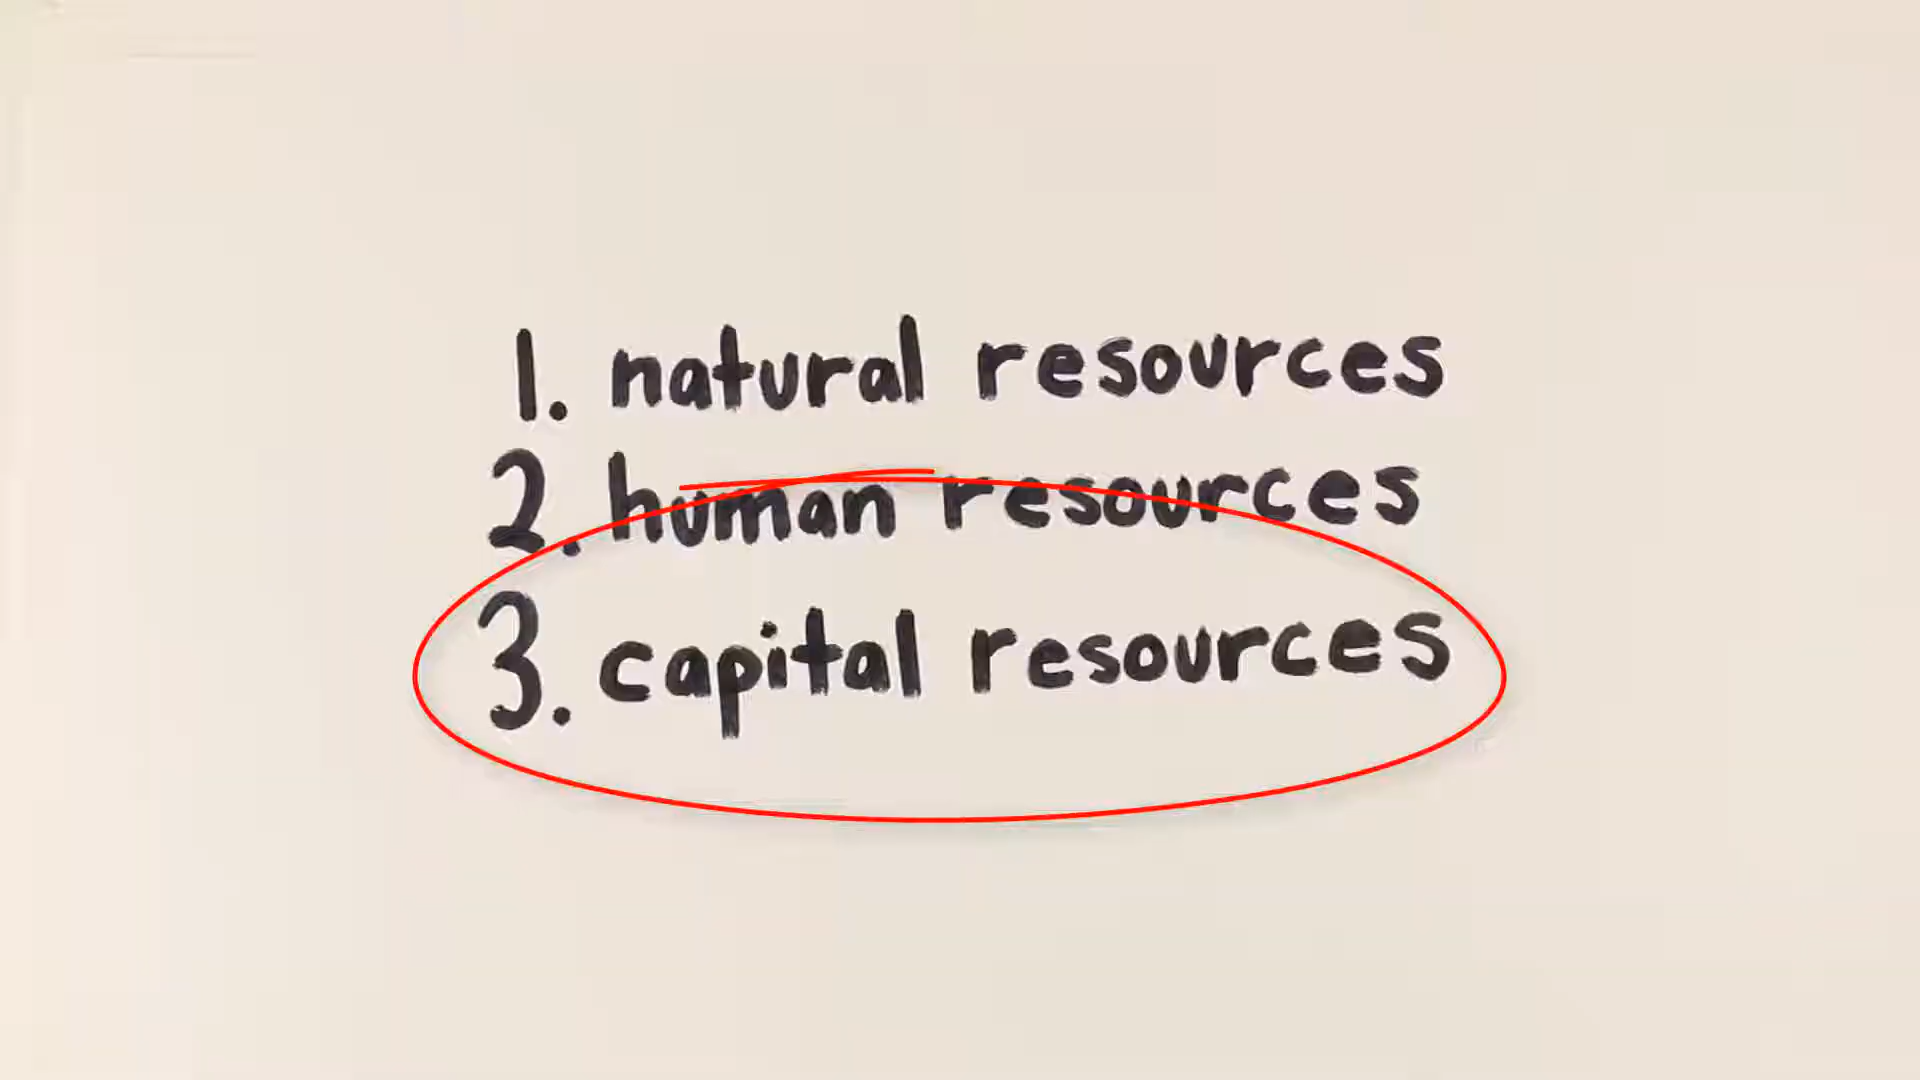 1. natural resources
2. human resources
3. capital resources